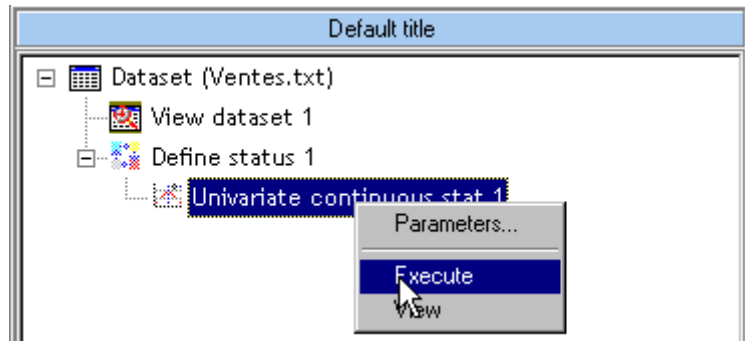 Default title
Dataset (Ventes.txt)
View dataset 1
Define status 1
Univariate continuous stat 1
Parameters...
Execute
View